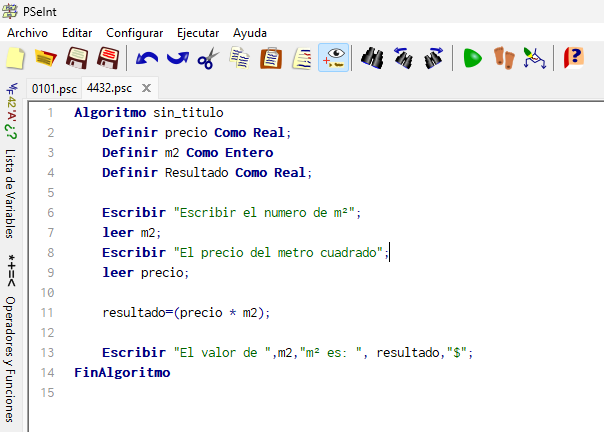 PSeInt
Archivo Editar Configurar Ejecutar Ayuda
0101.psc 4432.psc
1 Algoritmo sin_titulo
2 Definir precio Como Real;
3 Definir m2 Como Entero
4 Definir Resultado Como Real;
5
6 Escribir "Escribir el numero de m²";
7 leer m2;
8 Escribir "El precio del metro cuadrado";
9 leer precio;
10
11 resultado=(precio * m2);
12
13 Escribir "El valor de ",m2,"m² es: ", resultado,"$";
14 FinAlgoritmo
15
Lista de Variables
*+=<
Operadores y Funciones